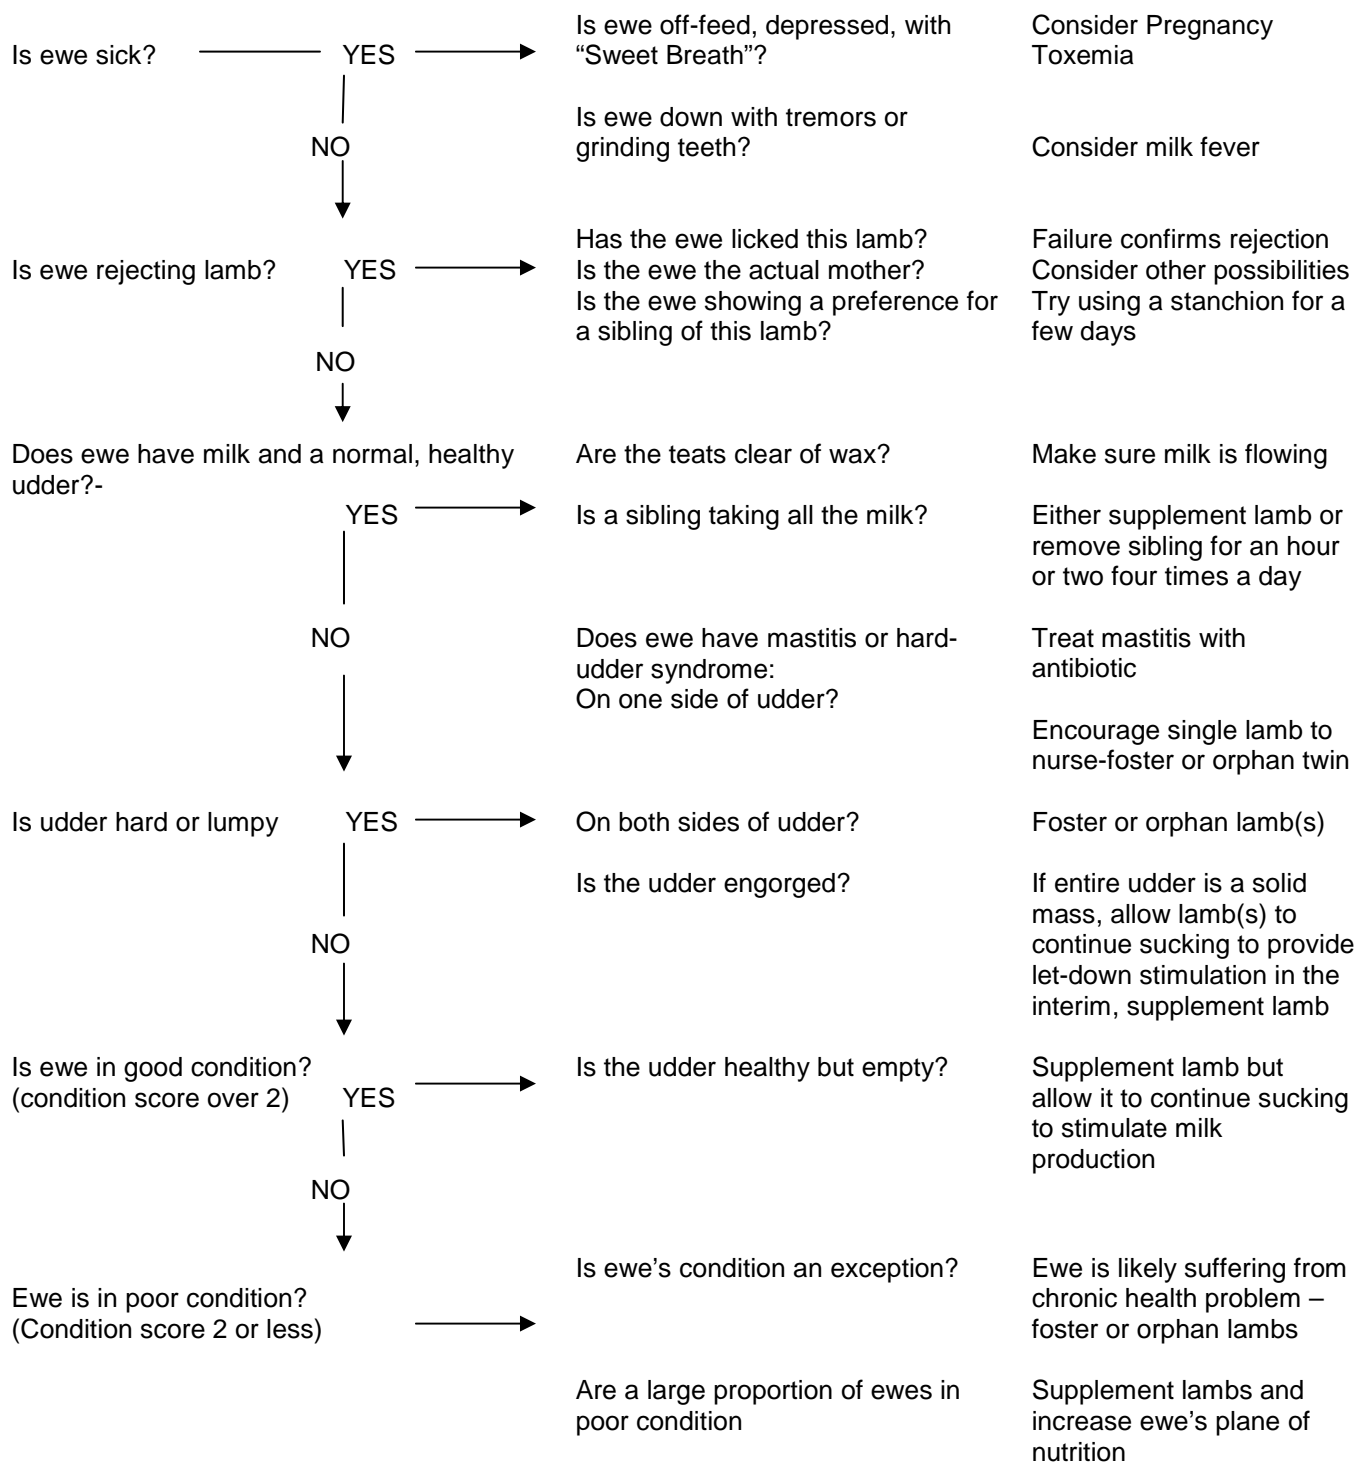 Is ewe sick?
YES
Is ewe off-feed, depressed, with
“Sweet Breath”?
Consider Pregnancy
Toxemia
NO
Is ewe down with tremors or
grinding teeth?
Consider milk fever
Is ewe rejecting lamb?
YES
Has the ewe licked this lamb?
Is the ewe the actual mother?
Is the ewe showing a preference for
a sibling of this lamb?
Failure confirms rejection
Consider other possibilities
Try using a stanchion for a
few days
NO
Does ewe have milk and a normal, healthy
udder?-
Are the teats clear of wax?
Make sure milk is flowing
YES
Is a sibling taking all the milk?
Either supplement lamb or
remove sibling for an hour
or two four times a day
NO
Does ewe have mastitis or hard-
udder syndrome:
On one side of udder?
Treat mastitis with
antibiotic
Encourage single lamb to
nurse-foster or orphan twin
Is udder hard or lumpy
YES
On both sides of udder?
Foster or orphan lamb(s)
Is the udder engorged?
If entire udder is a solid
mass, allow lamb(s) to
continue sucking to provide
let-down stimulation in the
interim, supplement lamb
NO
Is ewe in good condition?
(condition score over 2)
YES
Is the udder healthy but empty?
Supplement lamb but
allow it to continue sucking
to stimulate milk
production
NO
Ewe is in poor condition?
(Condition score 2 or less)
Is ewe’s condition an exception?
Ewe is likely suffering from
chronic health problem –
foster or orphan lambs
Are a large proportion of ewes in
poor condition
Supplement lambs and
increase ewe’s plane of
nutrition